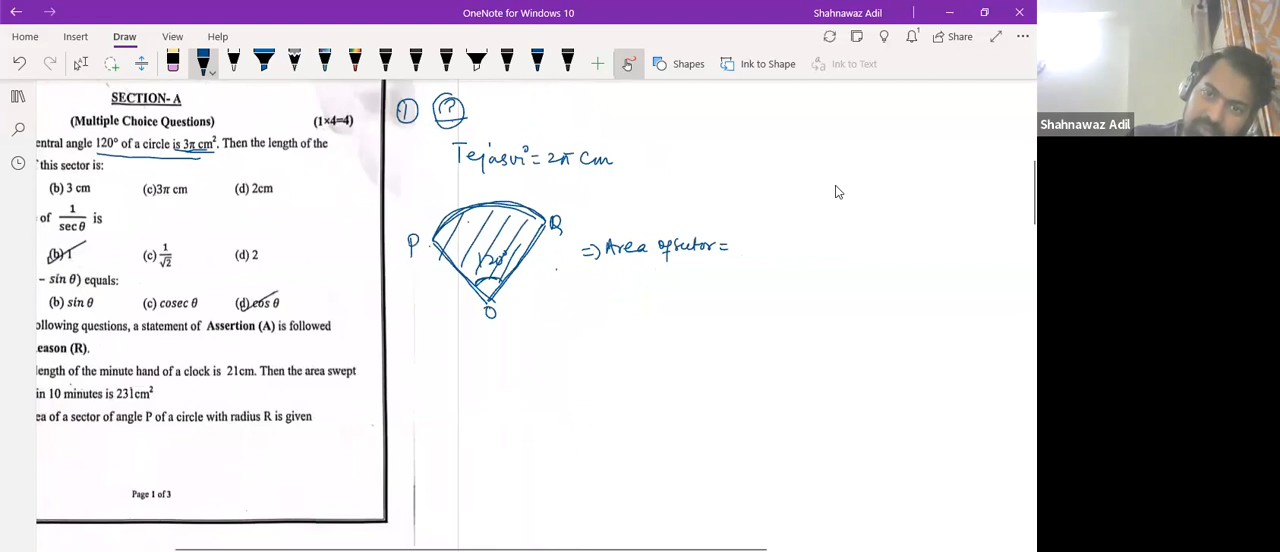 OneNote for Windows 10
Shahnawaz Adil
Home Insert Draw View Help
Share
Shapes Ink to Shape Ink to Text
SECTION-A
(Multiple Choice Questions) (1×4=4)
entral angle 120° of a circle is 3π cm². Then the length of the
this sector is:
(b) 3 cm (c)3π cm (d) 2cm
of 1/sec θ is
(b) 1 (c) 1/√2 (d) 2
- sin θ) equals:
(b) sin θ (c) cosec θ (d) cos θ
ollowing questions, a statement of Assertion (A) is followed
eason (R).
length of the minute hand of a clock is 21cm. Then the area swept
in 10 minutes is 231cm²
ea of a sector of angle P of a circle with radius R is given
Page 1 of 3
① ?
Tejasvi = 2π cm
P Q
120°
O
⇒ Area of sector =
Shahnawaz Adil